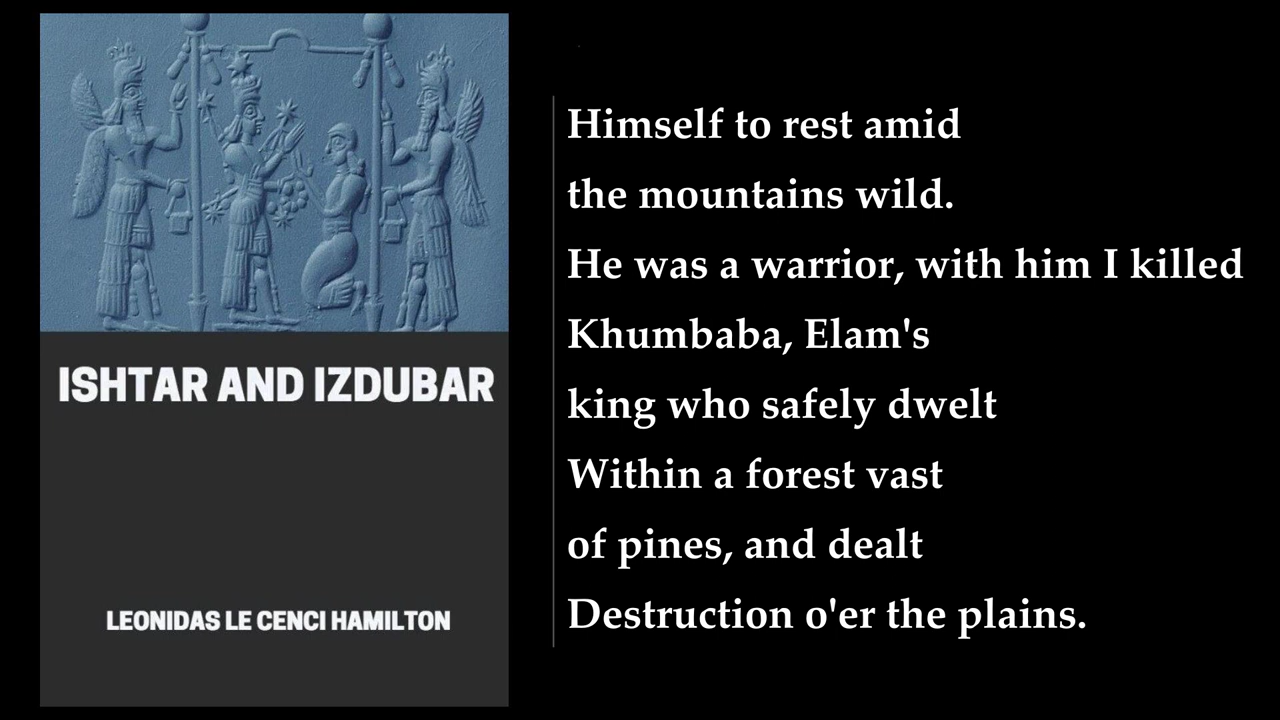 ISHTAR AND IZDUBAR
LEONIDAS LE CENCI HAMILTON
Himself to rest amid
the mountains wild.
He was a warrior, with him I killed
Khumbaba, Elam's
king who safely dwelt
Within a forest vast
of pines, and dealt
Destruction o'er the plains.